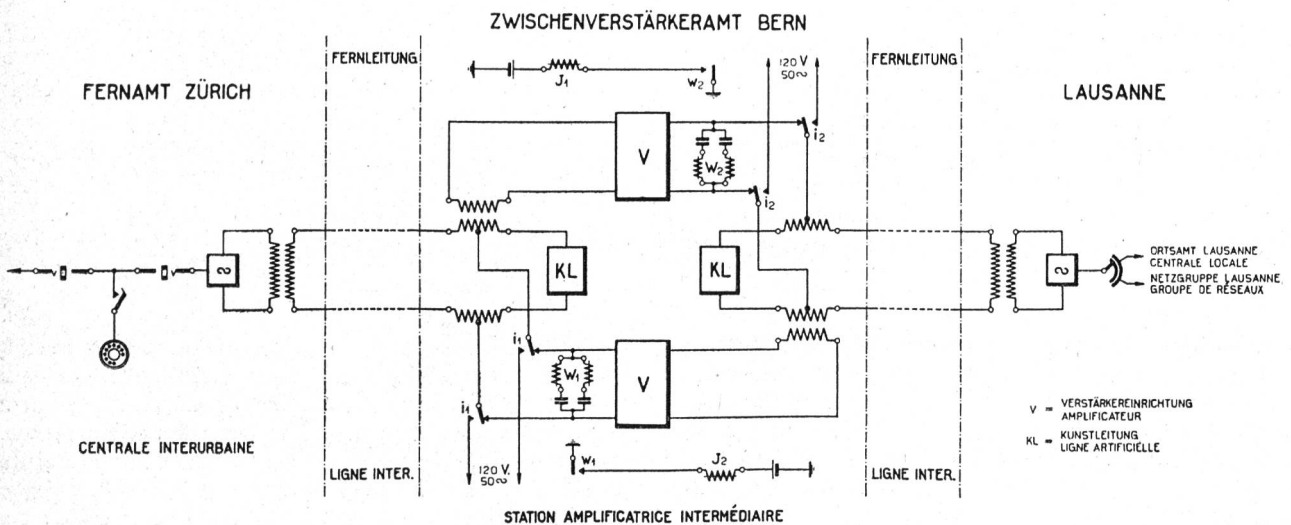 ZWISCHENVERSTÄRKERAMT BERN
FERNLEITUNG
FERNLEITUNG
FERNAMT ZÜRICH
LAUSANNE
J1
w2
120 V
50~
i2
V
W2
i2
KL
KL
ORTSAMT LAUSANNE
CENTRALE LOCALE
NETZGRUPPE LAUSANNE,
GROUPE DE RÉSEAUX
i1
W1
V
i1
V = VERSTÄRKEREINRICHTUNG
AMPLIFICATEUR
KL = KUNSTLEITUNG
LIGNE ARTIFICIELLE
CENTRALE INTERURBAINE
w1
J2
120 V.
50~
LIGNE INTER.
LIGNE INTER.
STATION AMPLIFICATRICE INTERMÉDIAIRE